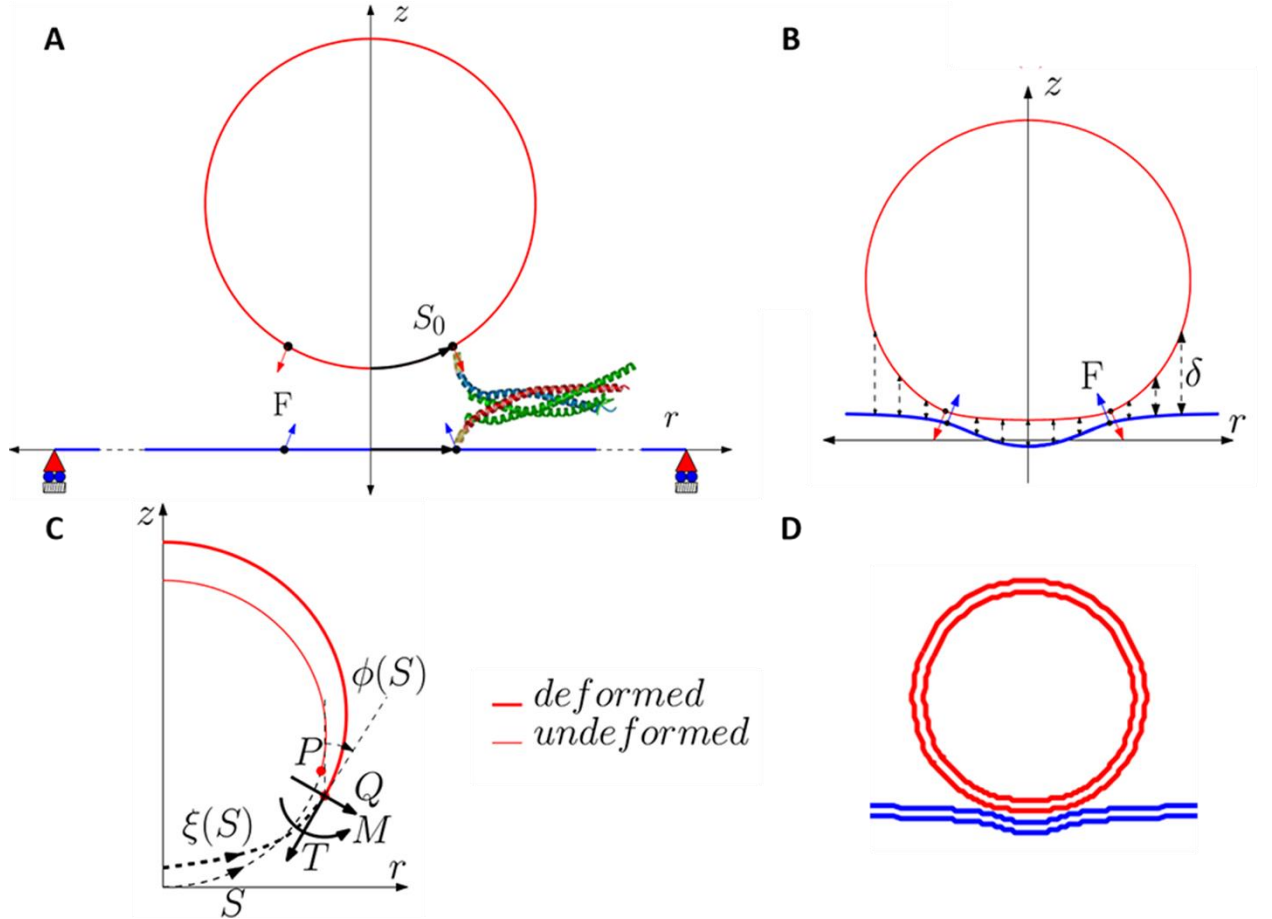 A
z
S₀
F
r
B
z
F
δ
r
C
z
ϕ(S)
P
Q
M
ξ(S)
T
r
S
deformed
undeformed
D